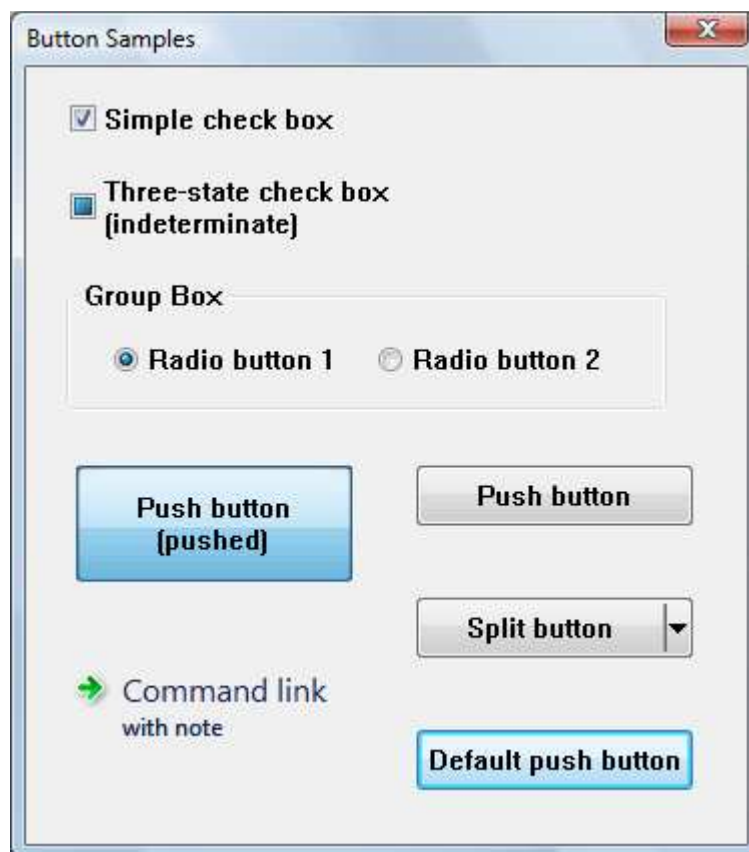 Button Samples
Simple check box
Three-state check box
(indeterminate)
Group Box
Radio button 1
Radio button 2
Push button
(pushed)
Push button
Split button
Command link
with note
Default push button